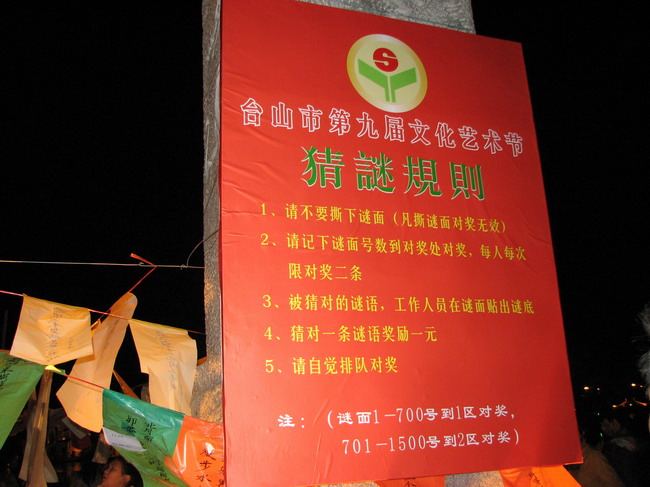 S
台山市第九届文化艺术节
猜謎規則
1、请不要撕下谜面（凡撕谜面对奖无效）
2、请记下谜面号数到对奖处对奖，每人每次
限对奖二条
3、被猜对的谜语，工作人员在谜面贴出谜底
4、猜对一条谜语奖励一元
5、请自觉排队对奖
注：（谜面1-700号到1区对奖，
701-1500号到2区对奖）